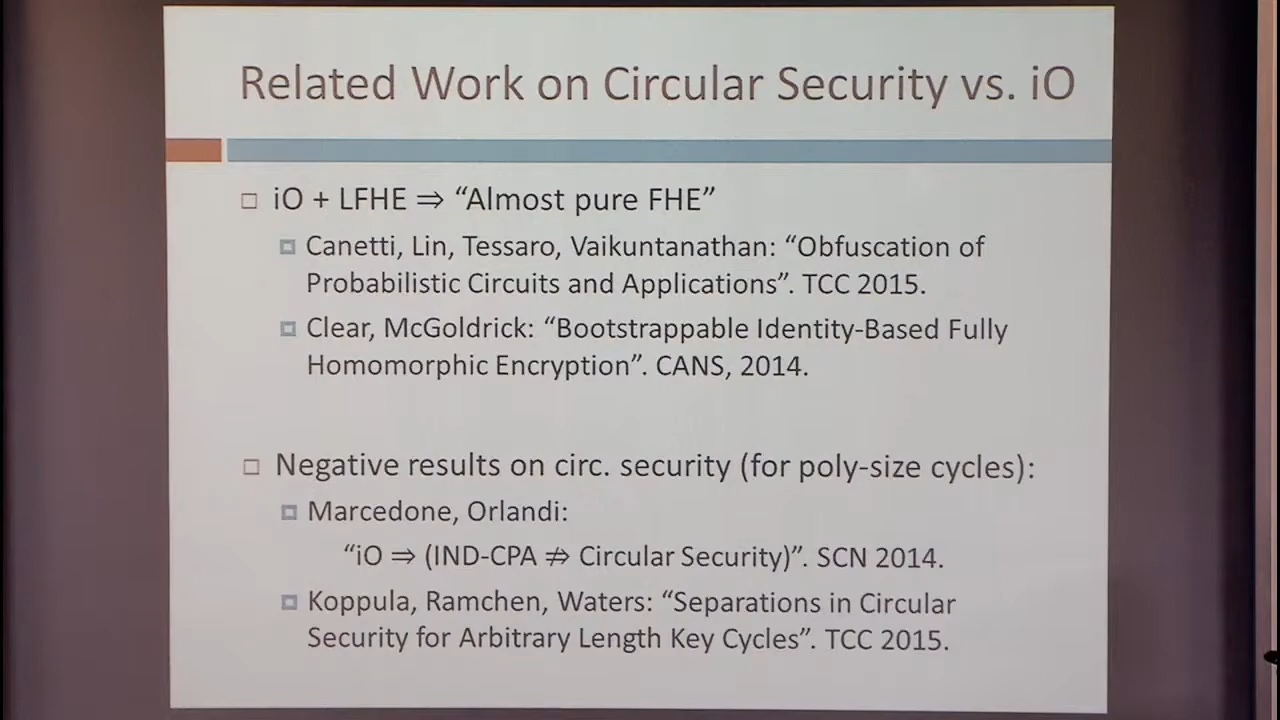 Related Work on Circular Security vs. iO
iO + LFHE ⇒ “Almost pure FHE”
Canetti, Lin, Tessaro, Vaikuntanathan: “Obfuscation of
Probabilistic Circuits and Applications”. TCC 2015.
Clear, McGoldrick: “Bootstrappable Identity-Based Fully
Homomorphic Encryption”. CANS, 2014.
Negative results on circ. security (for poly-size cycles):
Marcedone, Orlandi:
“iO ⇒ (IND-CPA ⇏ Circular Security)”. SCN 2014.
Koppula, Ramchen, Waters: “Separations in Circular
Security for Arbitrary Length Key Cycles”. TCC 2015.